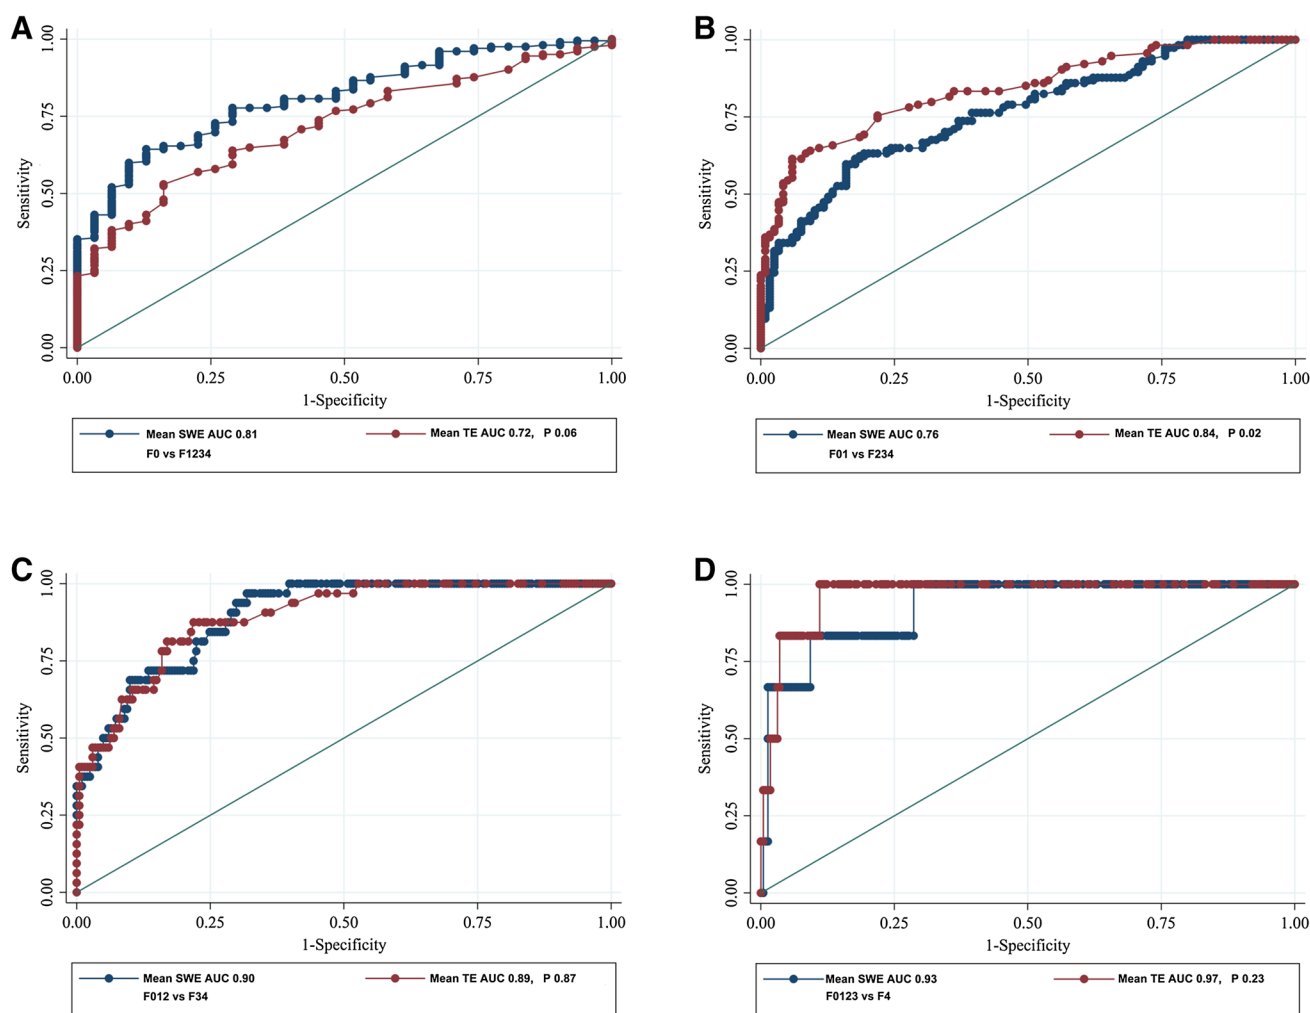 A
Sensitivity
1.00
0.75
0.50
0.25
0.00
0.00 0.25 0.50 0.75 1.00
1-Specificity
Mean SWE AUC 0.81 Mean TE AUC 0.72, P 0.06
F0 vs F1234
B
Sensitivity
1.00
0.75
0.50
0.25
0.00
0.00 0.25 0.50 0.75 1.00
1-Specificity
Mean SWE AUC 0.76 Mean TE AUC 0.84, P 0.02
F01 vs F234
C
Sensitivity
1.00
0.75
0.50
0.25
0.00
0.00 0.25 0.50 0.75 1.00
1-Specificity
Mean SWE AUC 0.90 Mean TE AUC 0.89, P 0.87
F012 vs F34
D
Sensitivity
1.00
0.75
0.50
0.25
0.00
0.00 0.25 0.50 0.75 1.00
1-Specificity
Mean SWE AUC 0.93 Mean TE AUC 0.97, P 0.23
F0123 vs F4